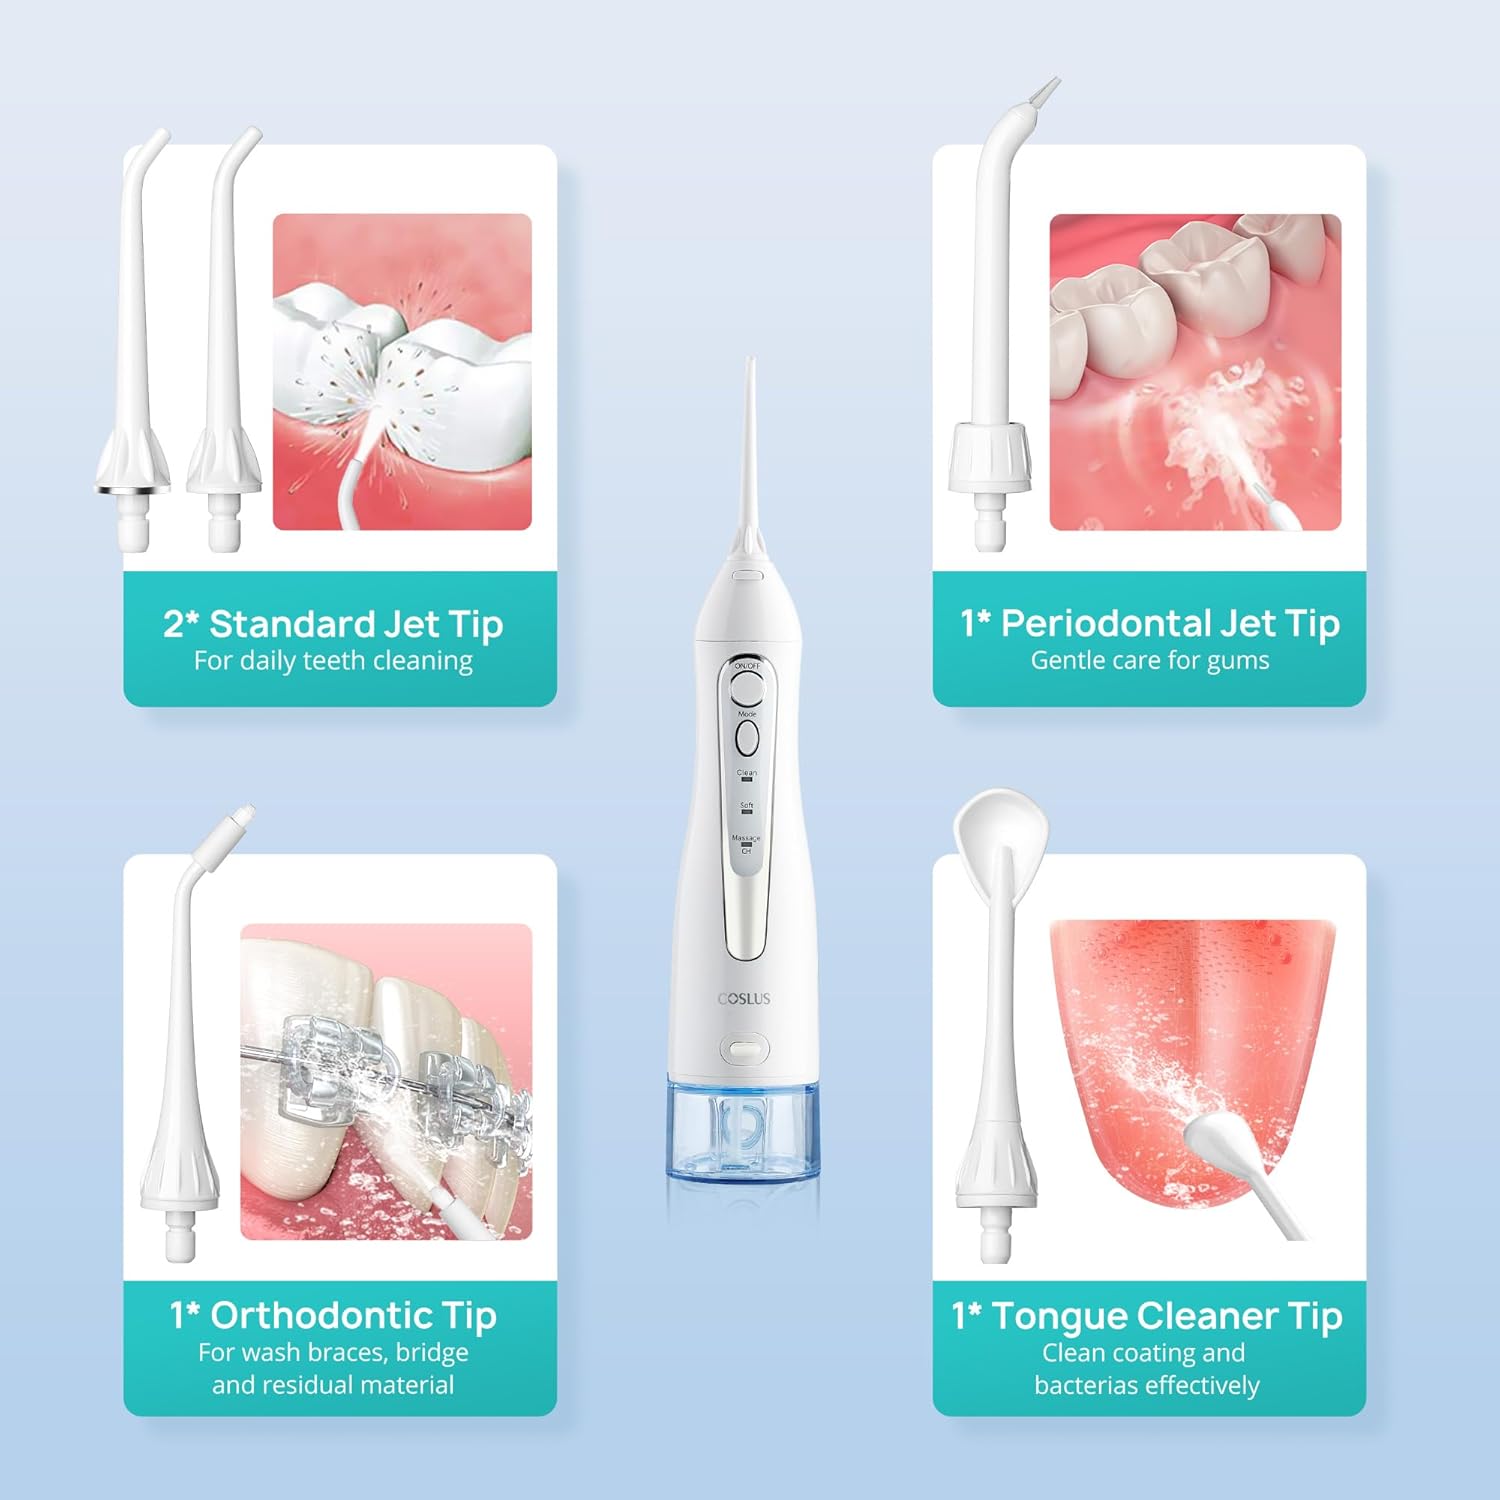 2* Standard Jet Tip
For daily teeth cleaning
1* Periodontal Jet Tip
Gentle care for gums
ON/OFF
Mode
Clean
Soft
Massage
CH
COSLUS
1* Orthodontic Tip
For wash braces, bridge
and residual material
1* Tongue Cleaner Tip
Clean coating and
bacterias effectively